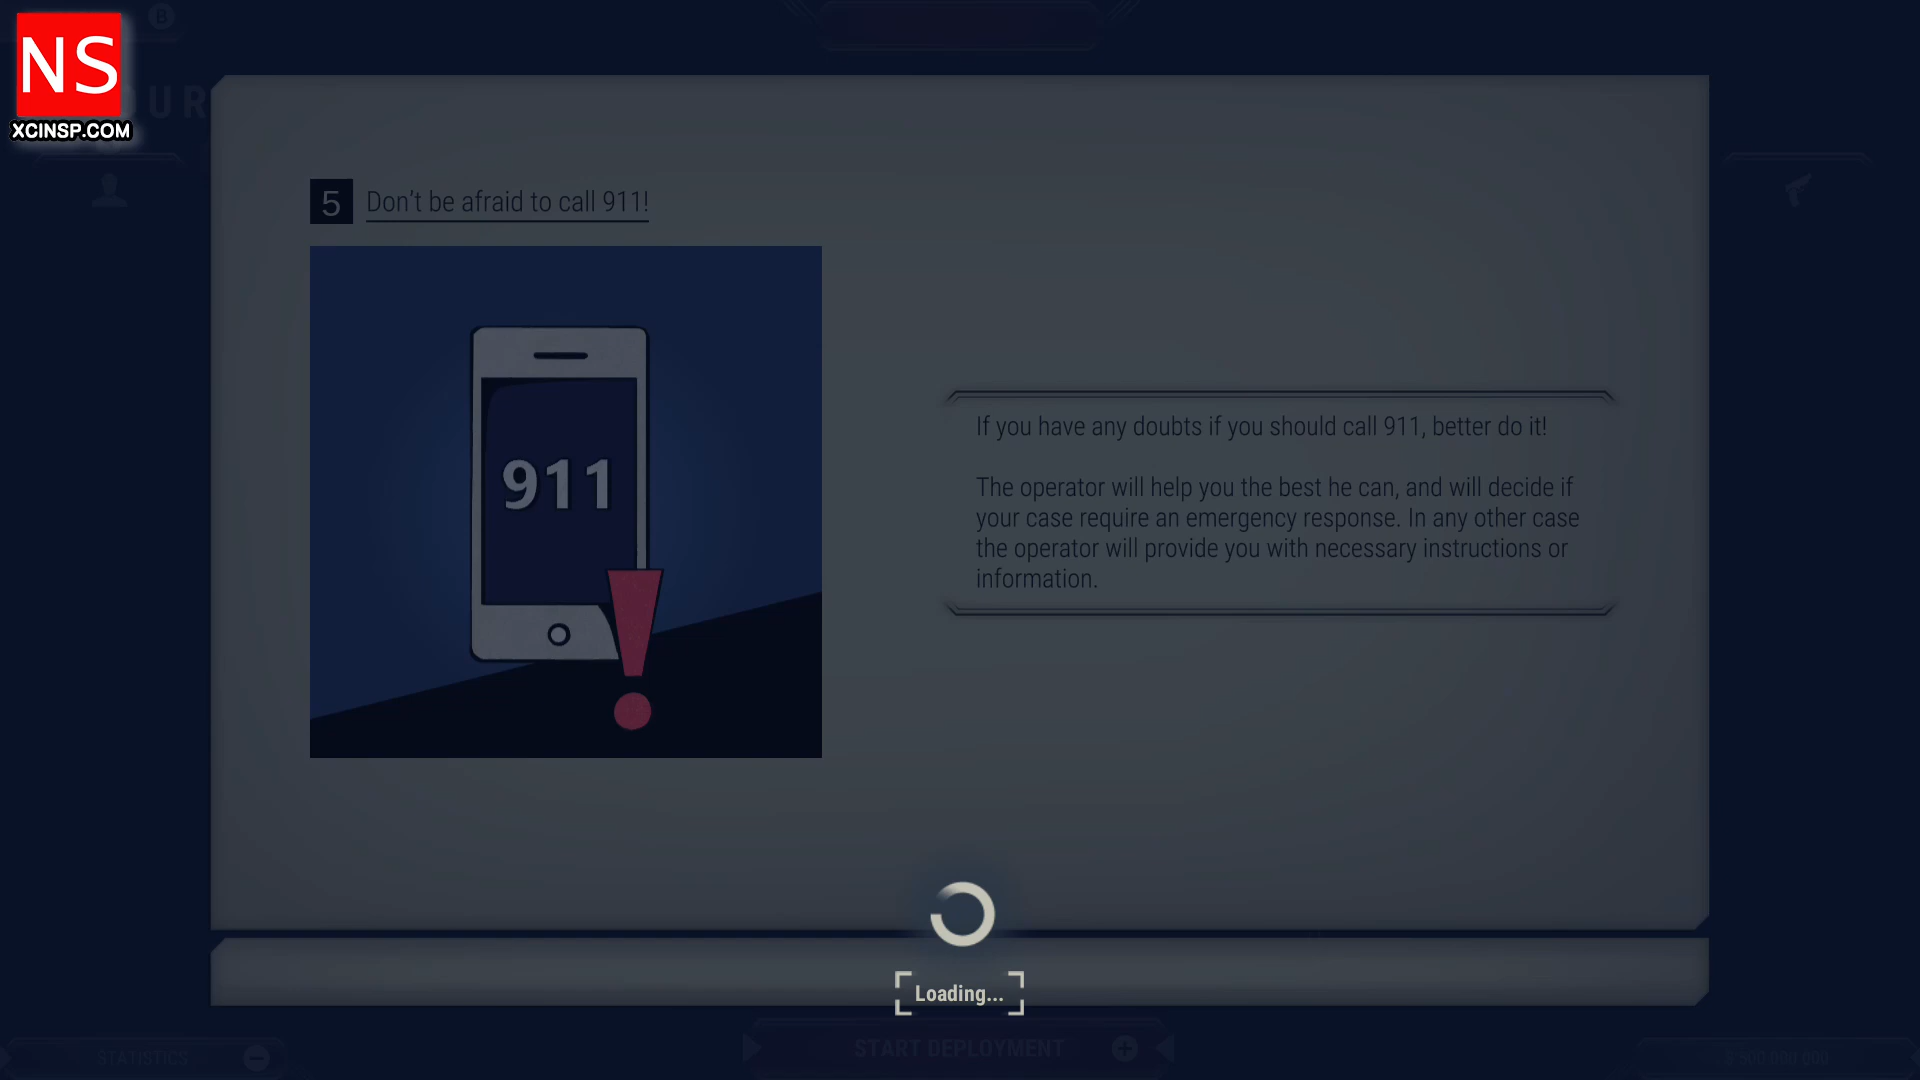 B
NS
XCINSP.COM
UR
5 Don't be afraid to call 911!
911
If you have any doubts if you should call 911, better do it!
The operator will help you the best he can, and will decide if
your case require an emergency response. In any other case
the operator will provide you with necessary instructions or
information.
Loading...
STATISTICS
START DEPLOYMENT